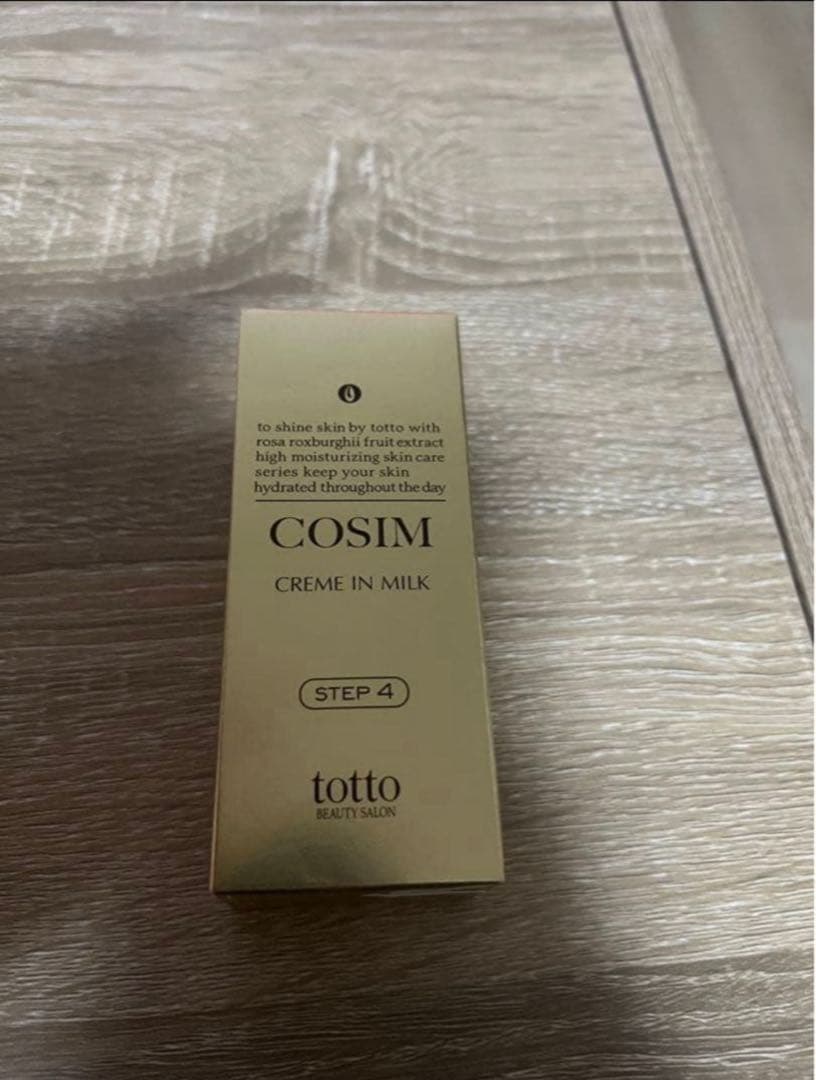 to shine skin by totto with
rosa roxburghii fruit extract
high moisturizing skin care
series keep your skin
hydrated throughout the day
COSIM
CREME IN MILK
STEP 4
totto
BEAUTY SALON